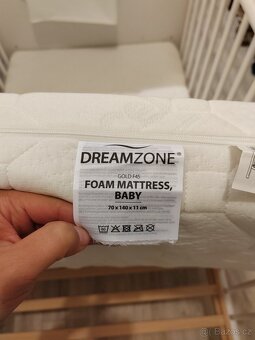 DREAMZONE®
GOLD F45
FOAM MATTRESS,
BABY
70 x 140 x 11 cm
Bazos.cz